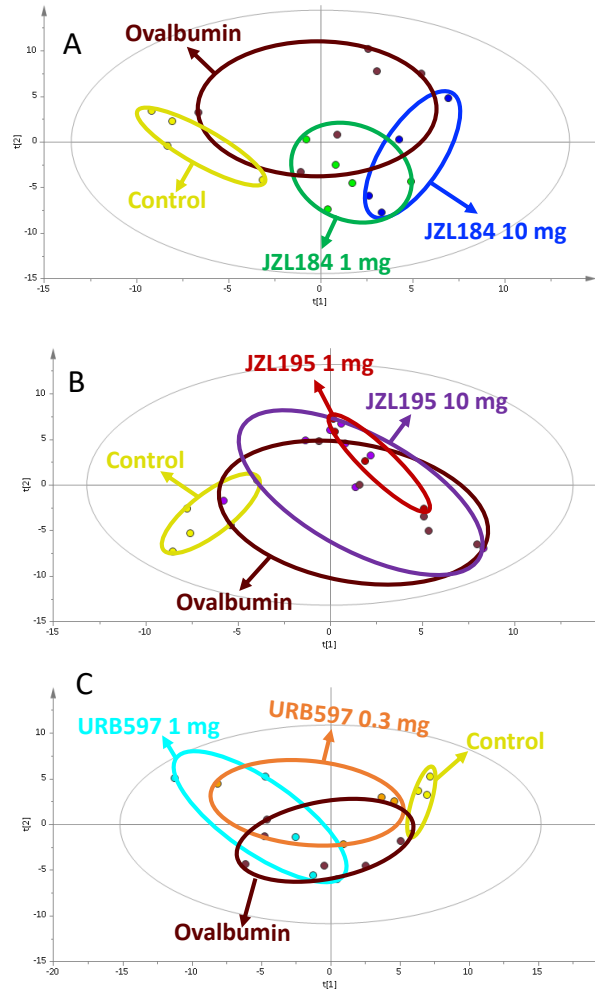 A
Ovalbumin
10
5
0
-5
-10
-15
t[2]
Control
JZL184 10 mg
JZL184 1 mg
-15
-10
-5
0
5
10
t[1]
B
JZL195 1 mg
JZL195 10 mg
Control
10
5
0
-5
-10
-15
t[2]
Ovalbumin
-15
-10
-5
0
5
10
t[1]
C
URB597 0.3 mg
URB597 1 mg
Control
10
5
0
-5
-10
-15
t[2]
Ovalbumin
-20
-15
-10
-5
0
5
10
15
t[1]